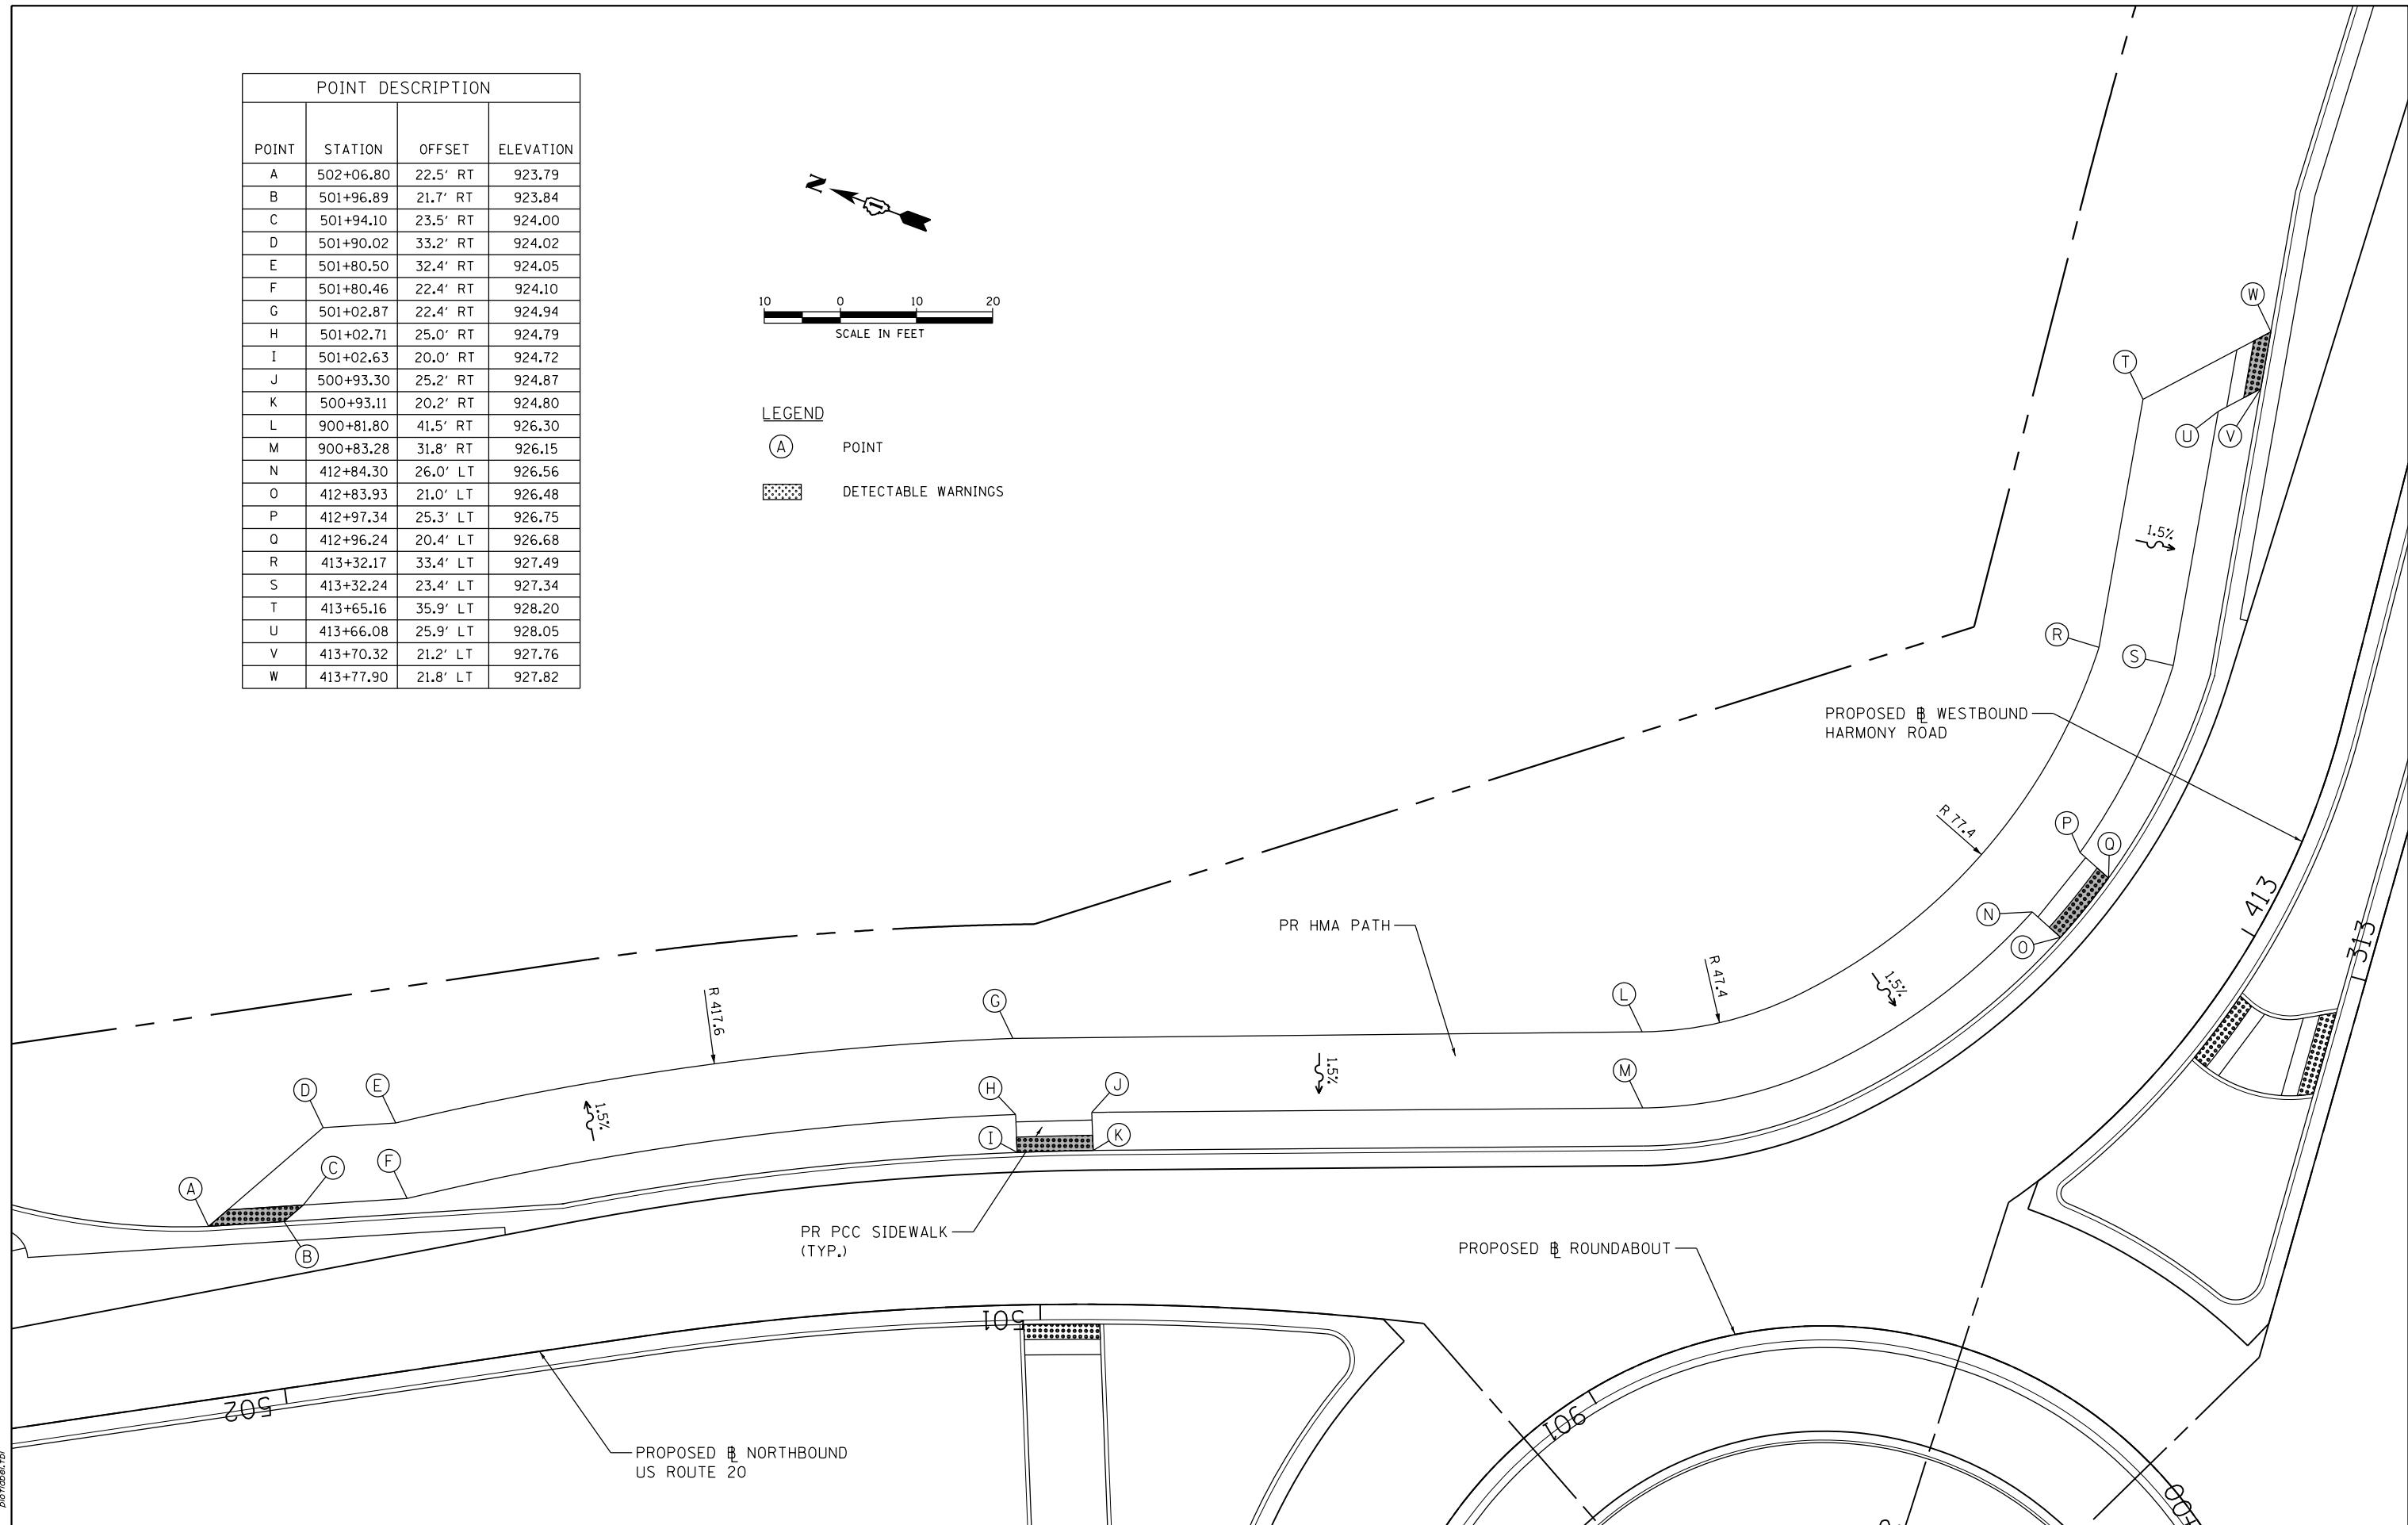 POINT DESCRIPTION
POINT STATION OFFSET ELEVATION
A 502+06.80 22.5' RT 923.79
B 501+96.89 21.7' RT 923.84
C 501+94.10 23.5' RT 924.00
D 501+90.02 33.2' RT 924.02
E 501+80.50 32.4' RT 924.05
F 501+80.46 22.4' RT 924.10
G 501+02.87 22.4' RT 924.94
H 501+02.71 25.0' RT 924.79
I 501+02.63 20.0' RT 924.72
J 500+93.30 25.2' RT 924.87
K 500+93.11 20.2' RT 924.80
L 900+81.80 41.5' RT 926.30
M 900+83.28 31.8' RT 926.15
N 412+84.30 26.0' LT 926.56
O 412+83.93 21.0' LT 926.48
P 412+97.34 25.3' LT 926.75
Q 412+96.24 20.4' LT 926.68
R 413+32.17 33.4' LT 927.49
S 413+32.24 23.4' LT 927.34
T 413+65.16 35.9' LT 928.20
U 413+66.08 25.9' LT 928.05
V 413+70.32 21.2' LT 927.76
W 413+77.90 21.8' LT 927.82
N
10 0 10 20
SCALE IN FEET
LEGEND
A POINT
DETECTABLE WARNINGS
W
T
U
V
1.5%
R
S
PROPOSED ℄ WESTBOUND
HARMONY ROAD
R 77.4
P
Q
N
O
413
313
PR HMA PATH
R 47.4
1.5%
L
G
R 417.6
M
1.5%
D
E
H
J
1.5%
I
K
C
F
A
B
PR PCC SIDEWALK
(TYP.)
PROPOSED ℄ ROUNDABOUT
501
502
901
PROPOSED ℄ NORTHBOUND
US ROUTE 20
plotlabel.tbl